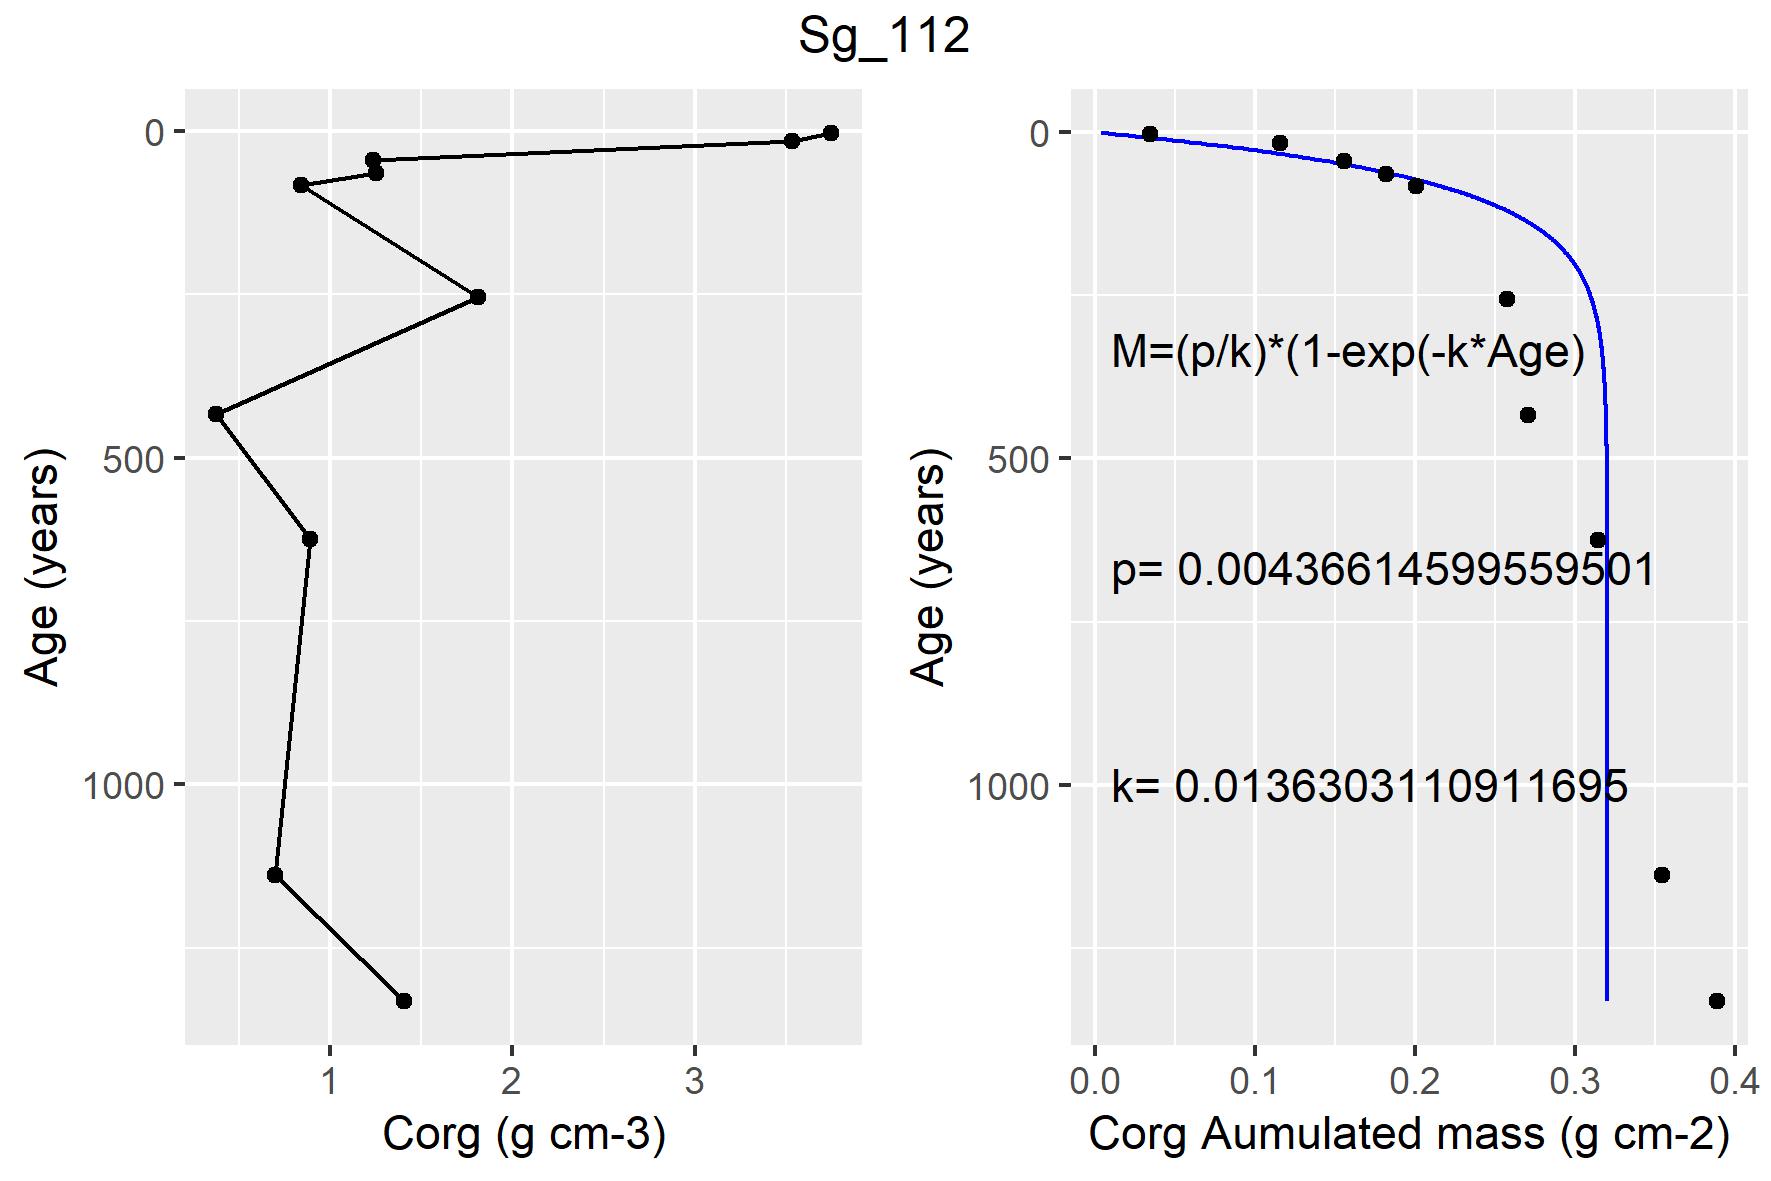 Sg_112
0
500
1000
Age (years)
1
2
3
Corg (g cm-3)
0
500
1000
Age (years)
M=(p/k)*(1-exp(-k*Age)
p= 0.00436614599559501
k= 0.0136303110911695
0.0
0.1
0.2
0.3
0.4
Corg Aumulated mass (g cm-2)